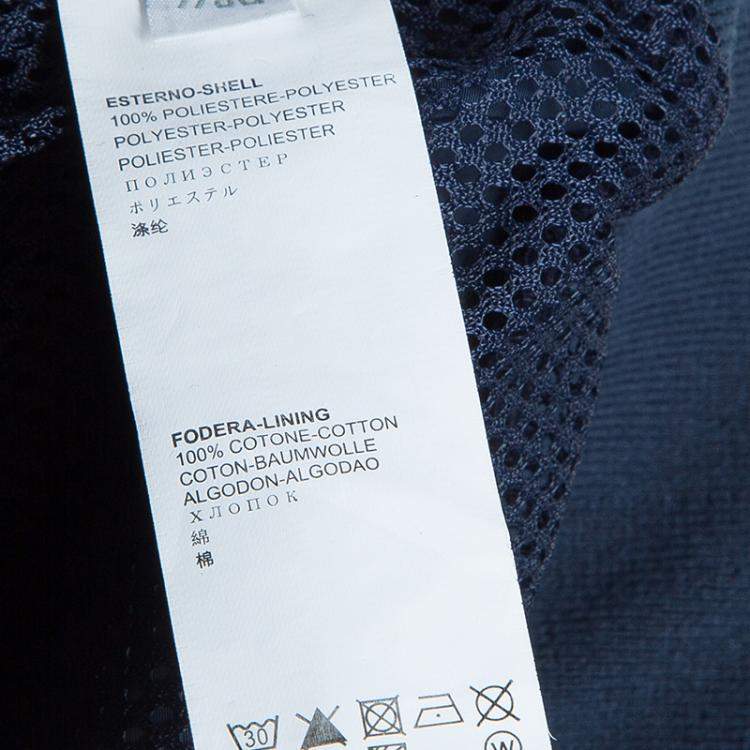 ESTERNO-SHELL
100% POLIESTERE-POLYESTER
POLYESTER-POLYESTER
POLIESTER-POLIESTER
ПОЛИЭСТЕР
ポリエステル
涤纶
FODERA-LINING
100% COTONE-COTTON
COTON-BAUMWOLLE
ALGODON-ALGODAO
ХЛОПОК
綿
棉
30
W